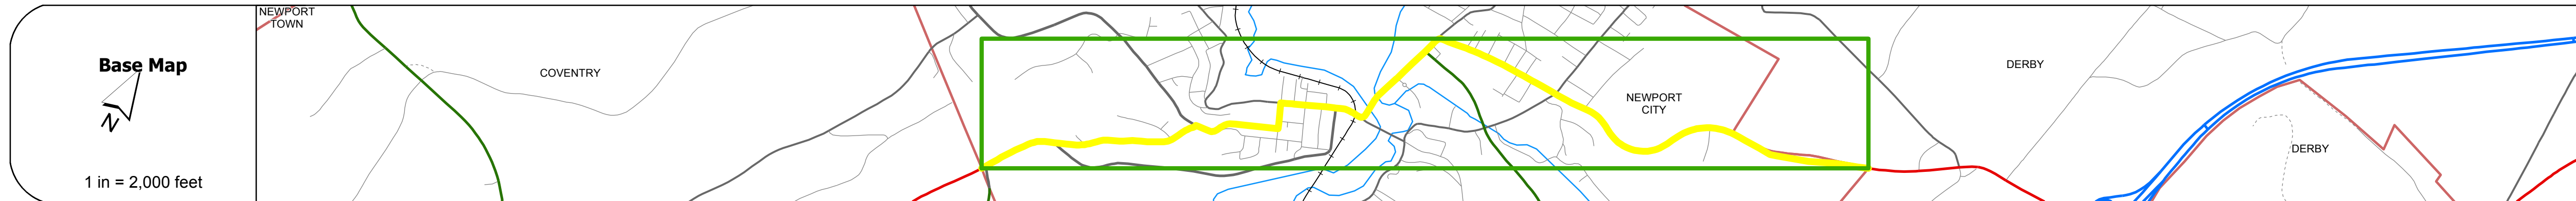 Base Map
N
1 in = 2,000 feet
NEWPORT
TOWN
COVENTRY
NEWPORT
CITY
DERBY
DERBY